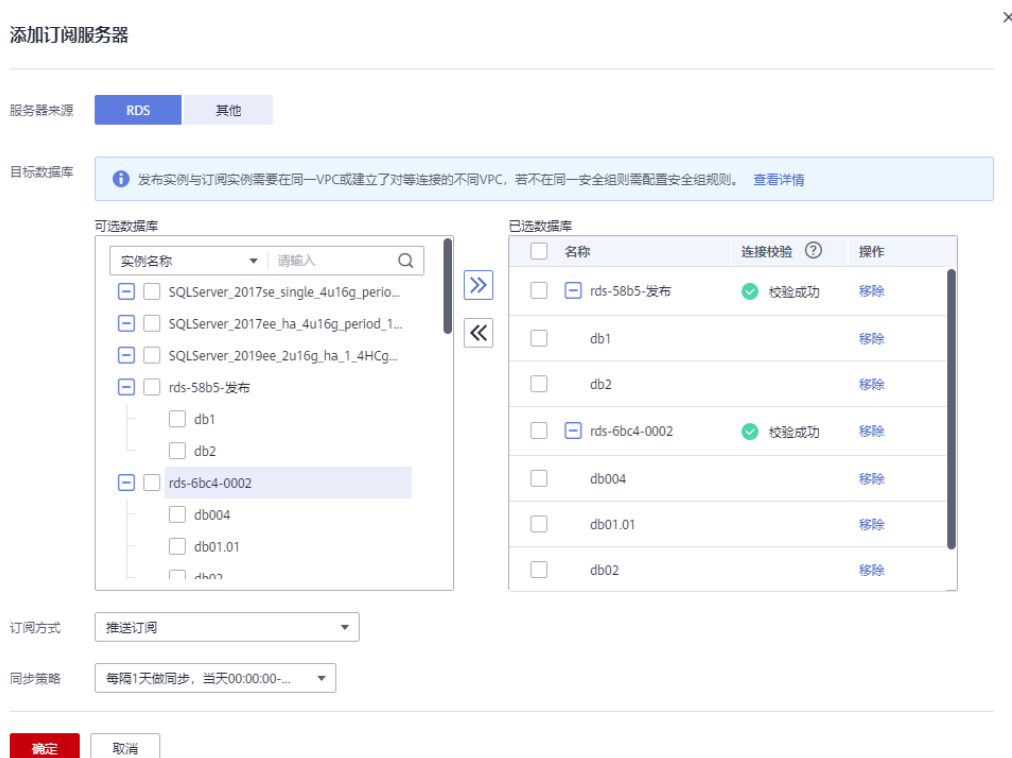 添加订阅服务器
服务器来源
RDS
其他
目标数据库
发布实例与订阅实例需要在同一VPC或建立了对等连接的不同VPC，若不在同一安全组则需配置安全组规则。 查看详情
可选数据库
实例名称
请输入
SQLServer_2017se_single_4u16g_perio...
SQLServer_2017ee_ha_4u16g_period_1...
SQLServer_2019ee_2u16g_ha_1_4HCg...
rds-58b5-发布
db1
db2
rds-6bc4-0002
db004
db01.01
db02
已选数据库
名称 连接校验 操作
rds-58b5-发布 校验成功 移除
db1 移除
db2 移除
rds-6bc4-0002 校验成功 移除
db004 移除
db01.01 移除
db02 移除
订阅方式
推送订阅
同步策略
每隔1天做同步，当天00:00:00-...
确定
取消